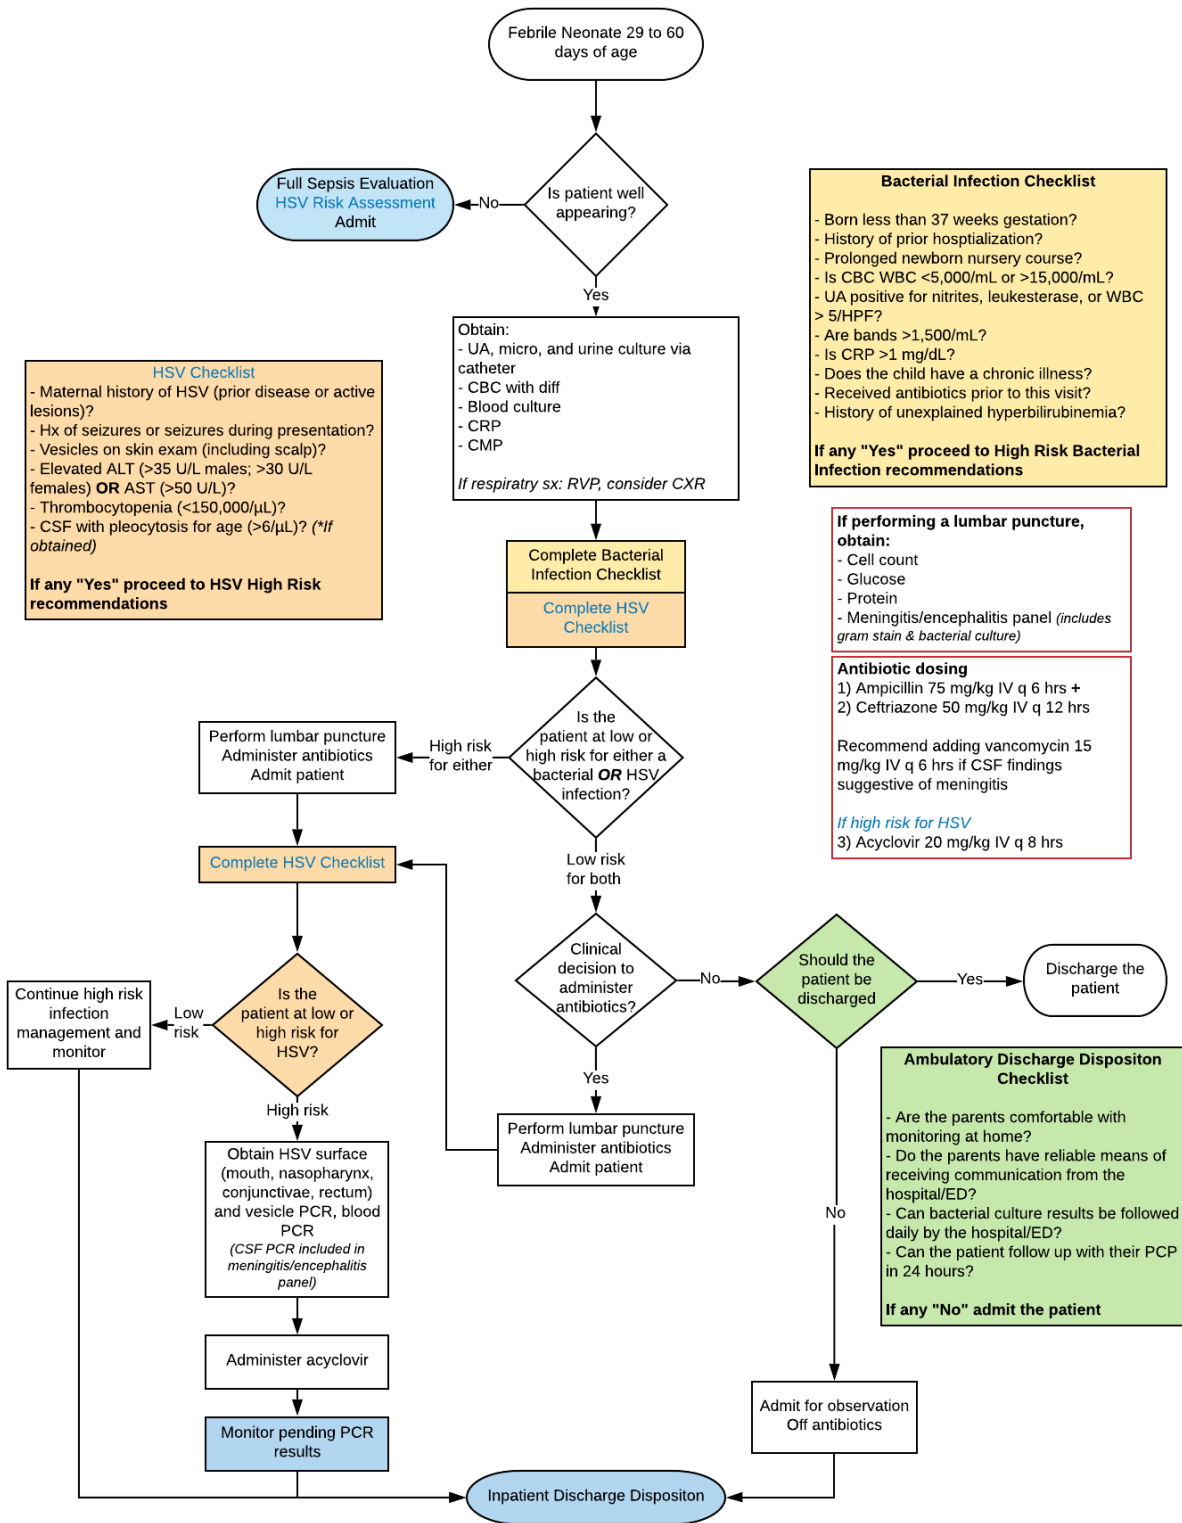 Febrile Neonate 29 to 60
days of age
Is patient well
appearing?
No
Full Sepsis Evaluation
HSV Risk Assessment
Admit
Yes
Bacterial Infection Checklist
- Born less than 37 weeks gestation?
- History of prior hosptialization?
- Prolonged newborn nursery course?
- Is CBC WBC <5,000/mL or >15,000/mL?
- UA positive for nitrites, leukesterase, or WBC
> 5/HPF?
- Are bands >1,500/mL?
- Is CRP >1 mg/dL?
- Does the child have a chronic illness?
- Received antibiotics prior to this visit?
- History of unexplained hyperbilirubinemia?
If any "Yes" proceed to High Risk Bacterial
Infection recommendations
Obtain:
- UA, micro, and urine culture via
catheter
- CBC with diff
- Blood culture
- CRP
- CMP
If respiratry sx: RVP, consider CXR
HSV Checklist
- Maternal history of HSV (prior disease or active
lesions)?
- Hx of seizures or seizures during presentation?
- Vesicles on skin exam (including scalp)?
- Elevated ALT (>35 U/L males; >30 U/L
females) OR AST (>50 U/L)?
- Thrombocytopenia (<150,000/µL)?
- CSF with pleocytosis for age (>6/µL)? (*If
obtained)
If any "Yes" proceed to HSV High Risk
recommendations
Complete Bacterial
Infection Checklist
Complete HSV
Checklist
If performing a lumbar puncture,
obtain:
- Cell count
- Glucose
- Protein
- Meningitis/encephalitis panel (includes
gram stain & bacterial culture)
Antibiotic dosing
1) Ampicillin 75 mg/kg IV q 6 hrs +
2) Ceftriazone 50 mg/kg IV q 12 hrs
Recommend adding vancomycin 15
mg/kg IV q 6 hrs if CSF findings
suggestive of meningitis
If high risk for HSV
3) Acyclovir 20 mg/kg IV q 8 hrs
Is the
patient at low or
high risk for either a
bacterial OR HSV
infection?
High risk
for either
Perform lumbar puncture
Administer antibiotics
Admit patient
Complete HSV Checklist
Low risk
for both
Clinical
decision to
administer
antibiotics?
No
Should the
patient be
discharged
Yes
Discharge the
patient
Is the
patient at low or
high risk for
HSV?
Low
risk
Continue high risk
infection
management and
monitor
Yes
Perform lumbar puncture
Administer antibiotics
Admit patient
Ambulatory Discharge Dispositon
Checklist
- Are the parents comfortable with
monitoring at home?
- Do the parents have reliable means of
receiving communication from the
hospital/ED?
- Can bacterial culture results be followed
daily by the hospital/ED?
- Can the patient follow up with their PCP
in 24 hours?
If any "No" admit the patient
High risk
Obtain HSV surface
(mouth, nasopharynx,
conjunctivae, rectum)
and vesicle PCR, blood
PCR
(CSF PCR included in
meningitis/encephalitis
panel)
No
Administer acyclovir
Admit for observation
Off antibiotics
Monitor pending PCR
results
Inpatient Discharge Dispositon